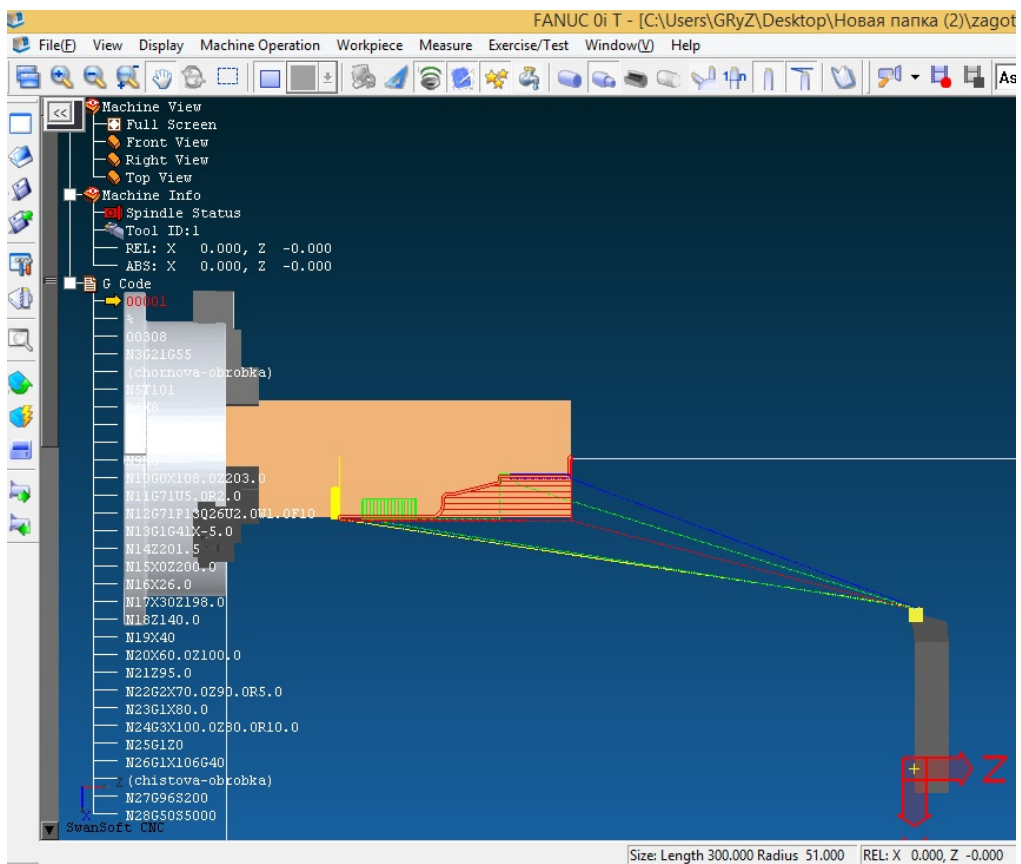 FANUC 0i T - [C:\Users\GRyZ\Desktop\Новая папка (2)\zagot
File(F) View Display Machine Operation Workpiece Measure Exercise/Test Window(V) Help
As
<<
Machine View
Full Screen
Front View
Right View
Top View
Machine Info
Spindle Status
Tool ID:1
REL: X 0.000, Z -0.000
ABS: X 0.000, Z -0.000
G Code
00001
%
00308
N3G21G55
(chornova-obrobka)
N5T101
N10G0X108.0Z203.0
N11G71U5.0R2.0
N12G71P13Q26U2.0W1.0F10
N13G1G41X-5.0
N14Z201.5
N15X0Z200.0
N16X26.0
N17X30Z198.0
N18Z140.0
N19X40
N20X60.0Z100.0
N21Z95.0
N22G2X70.0Z90.0R5.0
N23G1X80.0
N24G3X100.0Z80.0R10.0
N25G1Z0
N26G1X106G40
(chistova-obrobka)
N27G96S200
N28G50S5000
Z
X
Z
SwanSoft CNC
Size: Length 300.000 Radius 51.000 REL: X 0.000, Z -0.000